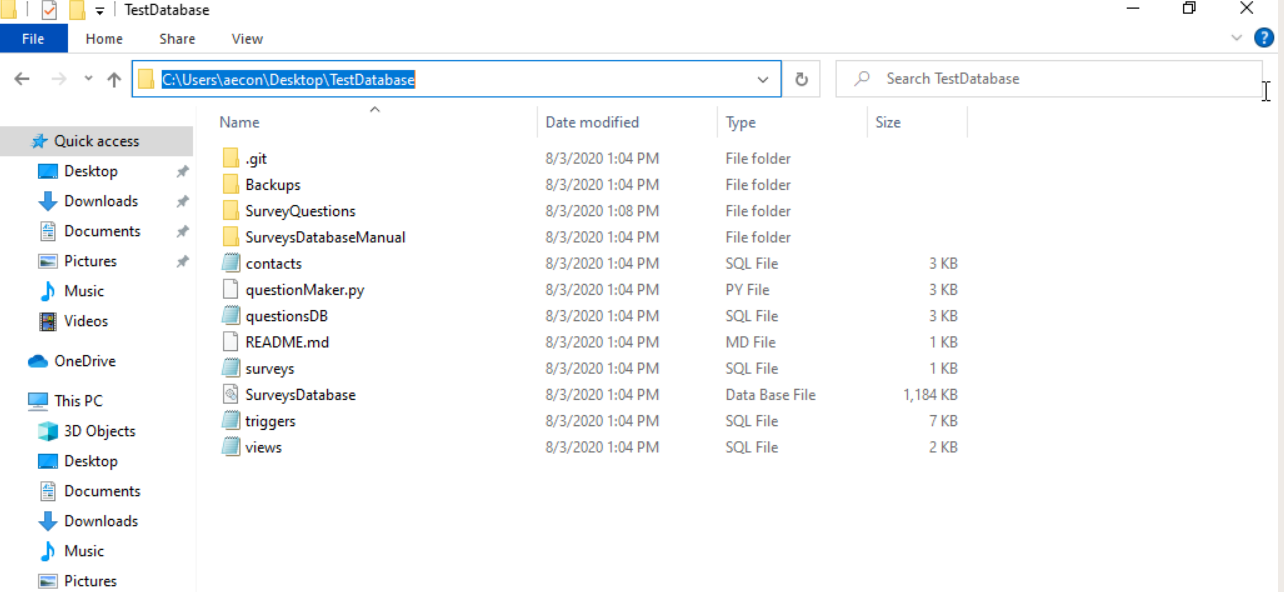 TestDatabase
File Home Share View
C:\Users\aecon\Desktop\TestDatabase Search TestDatabase
Name Date modified Type Size
Quick access
Desktop
Downloads
Documents
Pictures
Music
Videos
OneDrive
This PC
3D Objects
Desktop
Documents
Downloads
Music
Pictures
.git 8/3/2020 1:04 PM File folder
Backups 8/3/2020 1:04 PM File folder
SurveyQuestions 8/3/2020 1:08 PM File folder
SurveysDatabaseManual 8/3/2020 1:04 PM File folder
contacts 8/3/2020 1:04 PM SQL File 3 KB
questionMaker.py 8/3/2020 1:04 PM PY File 3 KB
questionsDB 8/3/2020 1:04 PM SQL File 3 KB
README.md 8/3/2020 1:04 PM MD File 1 KB
surveys 8/3/2020 1:04 PM SQL File 1 KB
SurveysDatabase 8/3/2020 1:04 PM Data Base File 1,184 KB
triggers 8/3/2020 1:04 PM SQL File 7 KB
views 8/3/2020 1:04 PM SQL File 2 KB